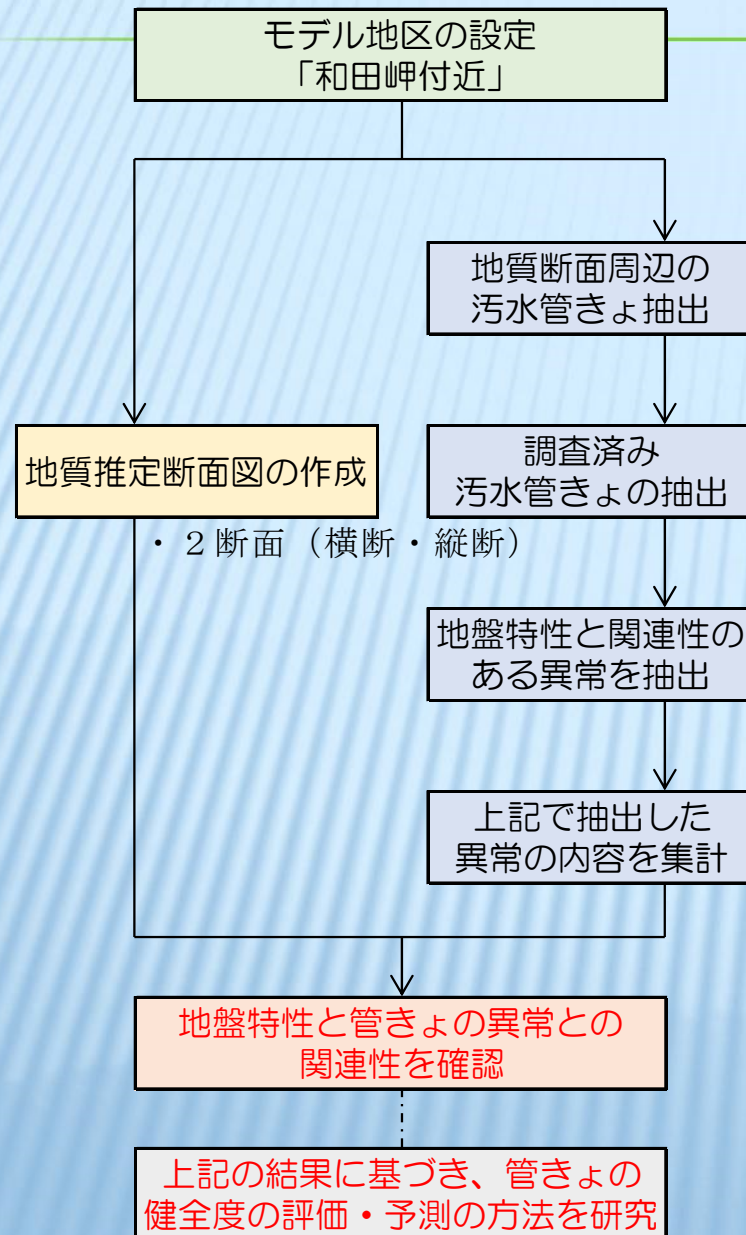 モデル地区の設定
「和田岬付近」
地質断面周辺の
汚水管きょ抽出
地質推定断面図の作成
・２断面（横断・縦断）
調査済み
汚水管きょの抽出
地盤特性と関連性の
ある異常を抽出
上記で抽出した
異常の内容を集計
地盤特性と管きょの異常との
関連性を確認
上記の結果に基づき、管きょの
健全度の評価・予測の方法を研究